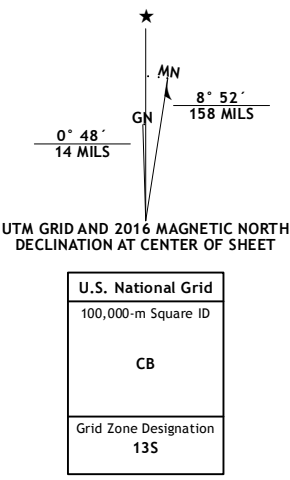 ★
MN
GN
8° 52´
158 MILS
0° 48´
14 MILS
UTM GRID AND 2016 MAGNETIC NORTH
DECLINATION AT CENTER OF SHEET
U.S. National Grid
100,000-m Square ID
CB
Grid Zone Designation
13S